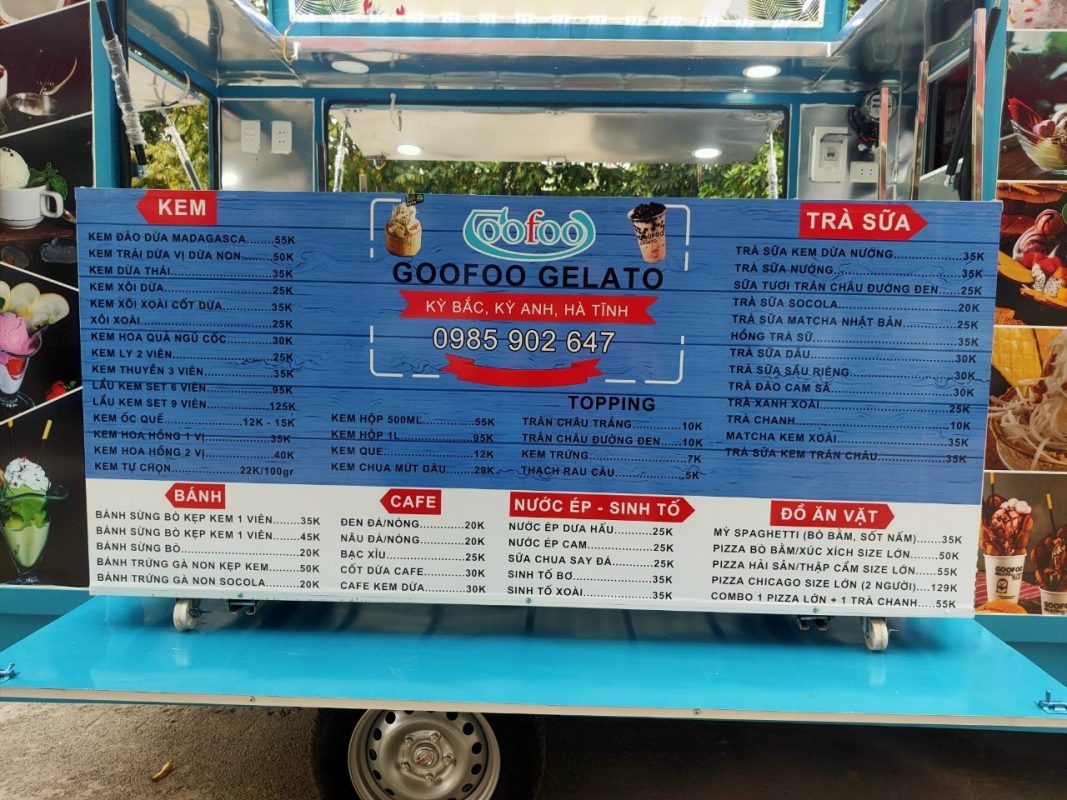 KEM
KEM ĐẢO DỪA MADAGASCA........55K
KEM TRÁI DỪA VỊ DỪA NON........50K
KEM DỪA THÁI........35K
KEM XÔI DỪA........25K
KEM XÔI XOÀI CỐT DỪA........35K
XÔI XOÀI........25K
KEM HOA QUẢ NGŨ CỐC........30K
KEM LY 2 VIÊN........25K
KEM THUYỀN 3 VIÊN........35K
LẨU KEM SET 6 VIÊN........95K
LẨU KEM SET 9 VIÊN........125K
KEM ỐC QUẾ........12K - 15K
KEM HOA HỒNG 1 VỊ........35K
KEM HOA HỒNG 2 VỊ........40K
KEM TỰ CHỌN........22K/100gr
Goofoo
GOOFOO GELATO
KỲ BẮC, KỲ ANH, HÀ TĨNH
0985 902 647
KEM HỘP 500ML........55K
KEM HỘP 1L........95K
KEM QUE........12K
KEM CHUA MỨT DÂU........29K
TOPPING
TRÂN CHÂU TRẮNG........10K
TRÂN CHÂU ĐƯỜNG ĐEN........10K
KEM TRỨNG........7K
THẠCH RAU CÂU........5K
TRÀ SỮA
TRÀ SỮA KEM DỪA NƯỚNG........35K
TRÀ SỮA NƯỚNG........35K
SỮA TƯƠI TRÂN CHÂU ĐƯỜNG ĐEN........25K
TRÀ SỮA SOCOLA........20K
TRÀ SỮA MATCHA NHẬT BẢN........25K
HỒNG TRÀ SỮ........35K
TRÀ SỮA DÂU........30K
TRÀ SỮA SẦU RIÊNG........30K
TRÀ ĐÀO CAM SẢ........30K
TRÀ XANH XOÀI........25K
TRÀ CHANH........10K
MATCHA KEM XOÀI........35K
TRÀ SỮA KEM TRÂN CHÂU........35K
BÁNH
BÁNH SỪNG BÒ KẸP KEM 1 VIÊN........35K
BÁNH SỪNG BÒ KẸP KEM 1 VIÊN........45K
BÁNH SỪNG BÒ........20K
BÁNH TRỨNG GÀ NON KẸP KEM........50K
BÁNH TRỨNG GÀ NON SOCOLA........20K
CAFE
ĐEN ĐÁ/NÓNG........20K
NÂU ĐÁ/NÓNG........20K
BẠC XỈU........25K
CỐT DỪA CAFE........30K
CAFE KEM DỪA........30K
NƯỚC ÉP - SINH TỐ
NƯỚC ÉP DƯA HẤU........25K
NƯỚC ÉP CAM........25K
SỮA CHUA SAY ĐÁ........25K
SINH TỐ BƠ........35K
SINH TỐ XOÀI........35K
ĐỒ ĂN VẶT
MỲ SPAGHETTI (BÒ BẰM, SỐT NẤM)........35K
PIZZA BÒ BẰM/XÚC XÍCH SIZE LỚN........50K
PIZZA HẢI SẢN/THẬP CẨM SIZE LỚN........55K
PIZZA CHICAGO SIZE LỚN (2 NGƯỜI)....129K
COMBO 1 PIZZA LỚN + 1 TRÀ CHANH.....55K
GOOFOO
GOOFOO